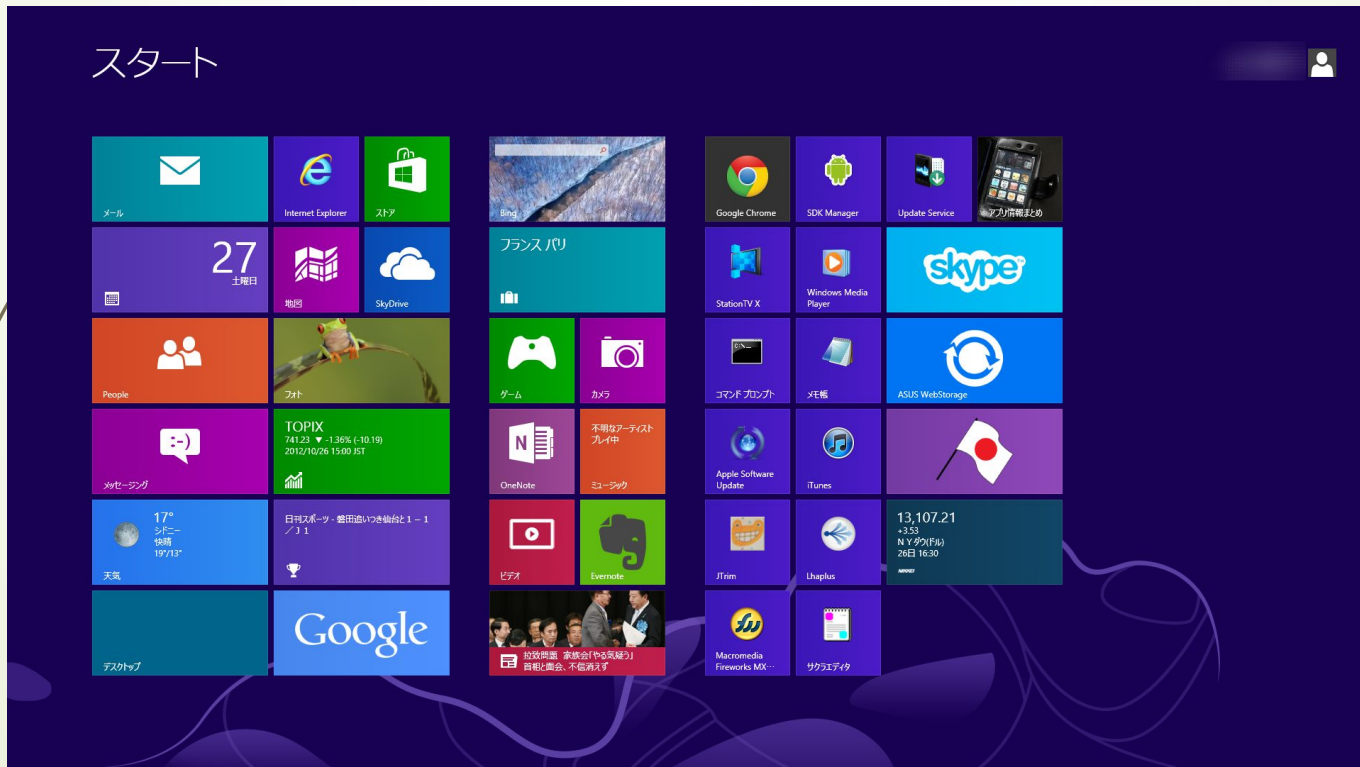 スタート
メール
Internet Explorer
ストア
27
土曜日
地図
SkyDrive
People
フォト
:-)
メッセージング
TOPIX
741.23 ▼ -1.36% (-10.19)
2012/10/26 15:00 JST
17°
シドニー
快晴
19°/13°
天気
日刊スポーツ - 磐田追いつき仙台と1－1
／Ｊ１
デスクトップ
Google
Bing
フランス パリ
ゲーム
カメラ
N
OneNote
不明なアーティスト
プレイ中
ミュージック
ビデオ
Evernote
拉致問題 家族会「やる気疑う」
首相と面会、不信消えず
Google Chrome
SDK Manager
Update Service
アプリ情報まとめ
StationTV X
Windows Media
Player
skype
コマンド プロンプト
メモ帳
ASUS WebStorage
Apple Software
Update
iTunes
JTrim
Lhaplus
13,107.21
+3.53
ＮＹダウ(ドル)
26日 16:30
NIKKEI
Macromedia
Fireworks MX…
サクラエディタ